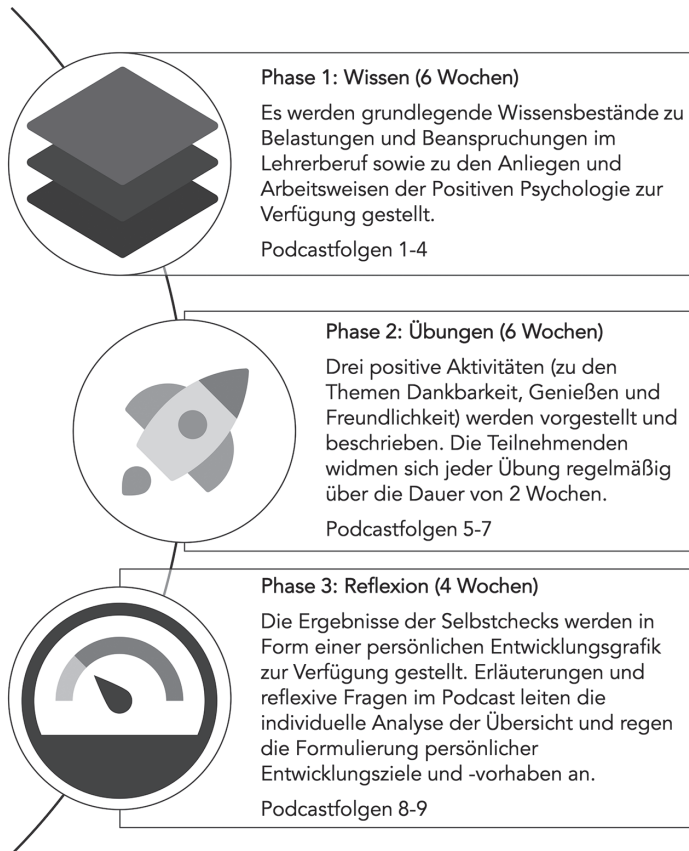 Phase 1: Wissen (6 Wochen)
Es werden grundlegende Wissensbestände zu
Belastungen und Beanspruchungen im
Lehrerberuf sowie zu den Anliegen und
Arbeitsweisen der Positiven Psychologie zur
Verfügung gestellt.
Podcastfolgen 1-4
Phase 2: Übungen (6 Wochen)
Drei positive Aktivitäten (zu den
Themen Dankbarkeit, Genießen und
Freundlichkeit) werden vorgestellt und
beschrieben. Die Teilnehmenden
widmen sich jeder Übung regelmäßig
über die Dauer von 2 Wochen.
Podcastfolgen 5-7
Phase 3: Reflexion (4 Wochen)
Die Ergebnisse der Selbstchecks werden in
Form einer persönlichen Entwicklungsgrafik
zur Verfügung gestellt. Erläuterungen und
reflexive Fragen im Podcast leiten die
individuelle Analyse der Übersicht und regen
die Formulierung persönlicher
Entwicklungsziele und -vorhaben an.
Podcastfolgen 8-9